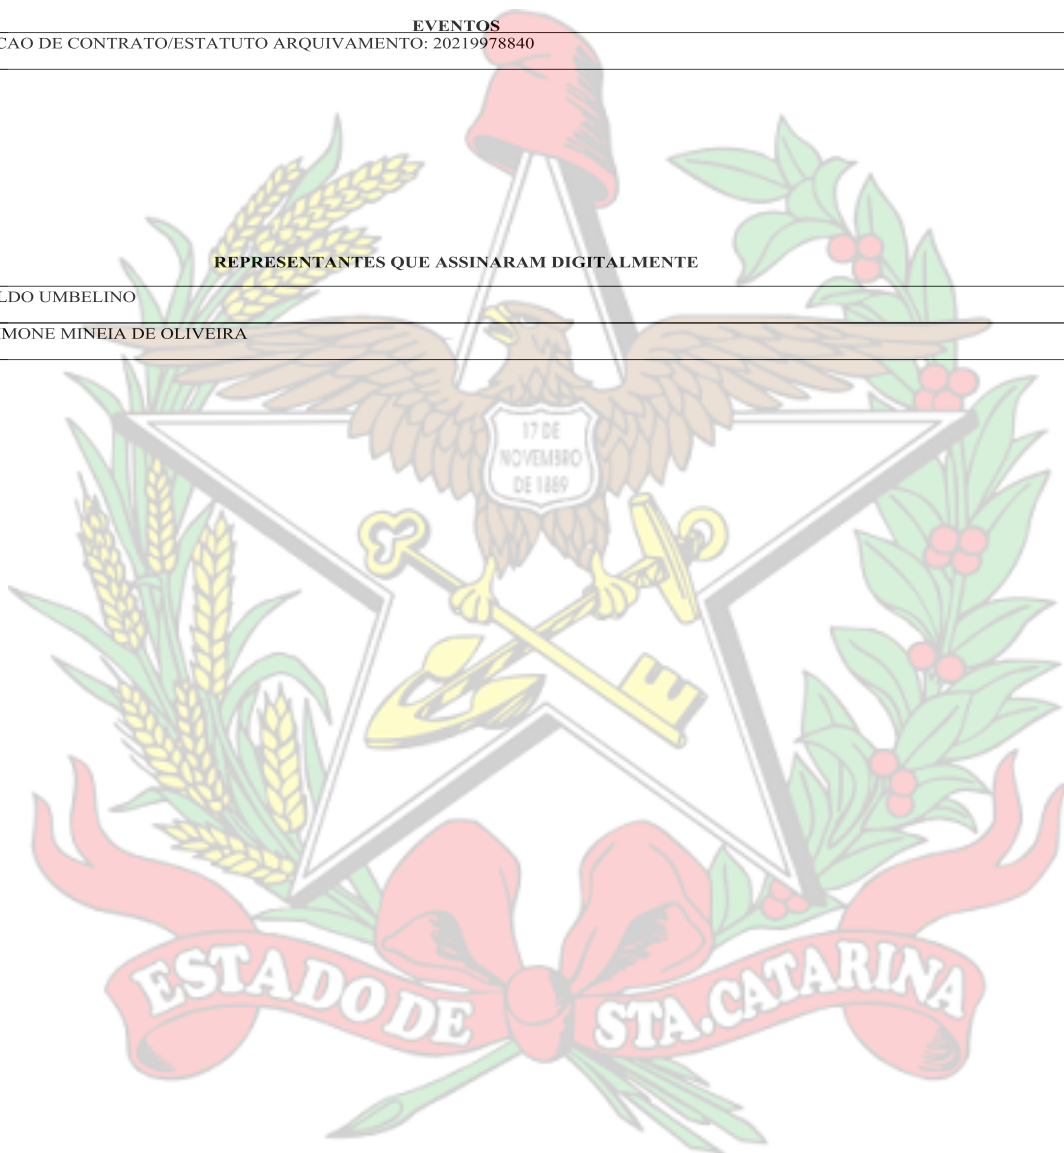 EVENTOS
CAO DE CONTRATO/ESTATUTO ARQUIVAMENTO: 20219978840
REPRESENTANTES QUE ASSINARAM DIGITALMENTE
LDO UMBELINO
IMONE MINEIA DE OLIVEIRA
17 DE
NOVEMBRO
DE 1889
ESTADO DE STA.CATARINA